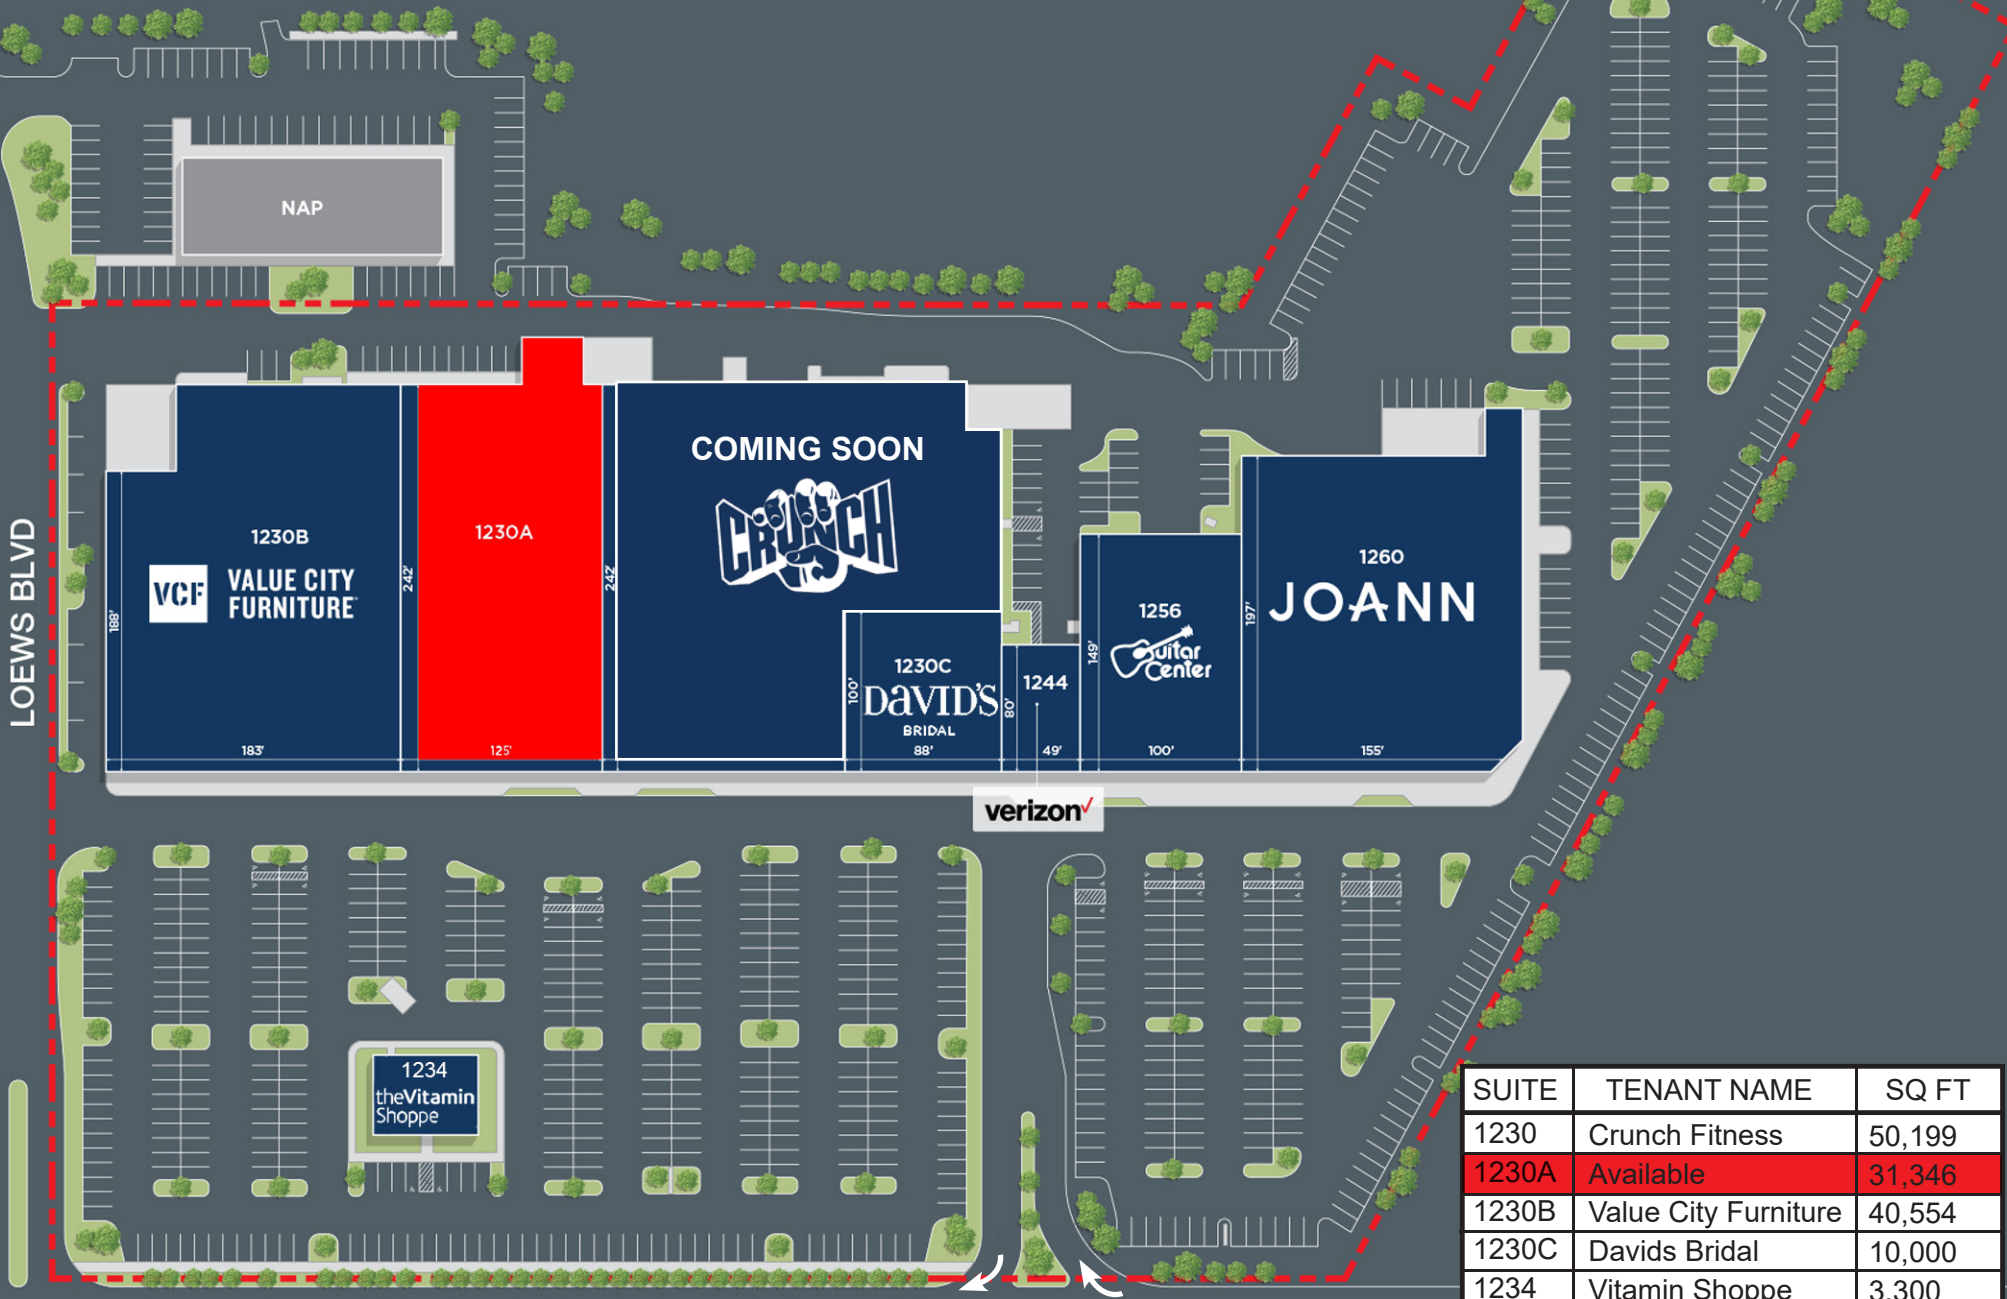 NAP
LOEWS BLVD
1230B
VCF
VALUE CITY
FURNITURE
188'
183'
242'
1230A
125'
242'
COMING SOON
CRUNCH
1230C
DAVID'S
BRIDAL
100'
88'
1244
80'
49'
verizon
1256
Guitar
Center
149'
100'
1260
JOANN
197'
155'
1234
theVitamin
Shoppe
SUITE TENANT NAME SQ FT
1230 Crunch Fitness 50,199
1230A Available 31,346
1230B Value City Furniture 40,554
1230C Davids Bridal 10,000
1234 Vitamin Shoppe 3,300